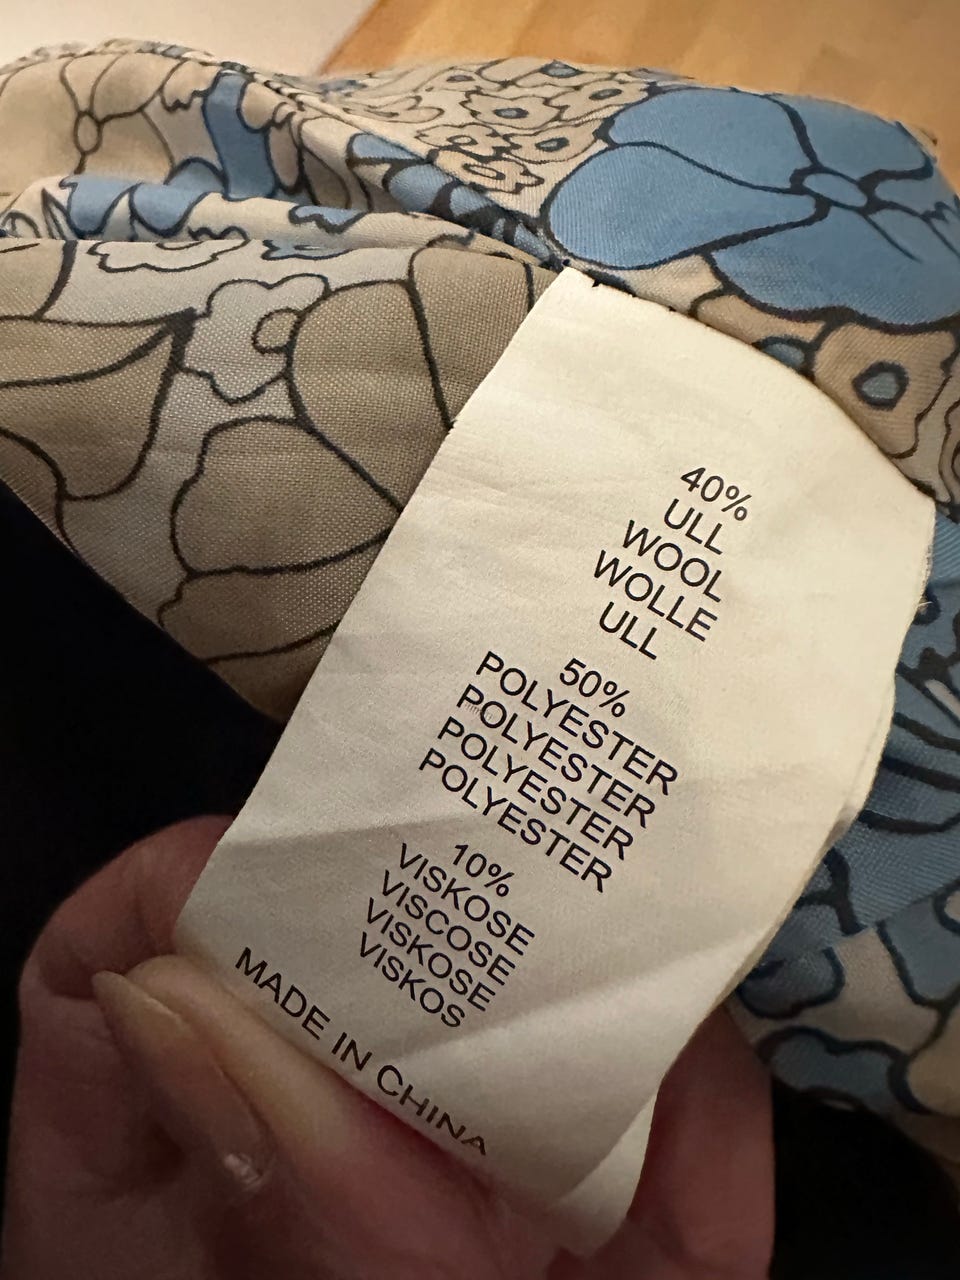 40%
ULL
WOOL
WOLLE
ULL
50%
POLYESTER
POLYESTER
POLYESTER
POLYESTER
10%
VISKOSE
VISCOSE
VISKOSE
VISKOS
MADE IN CHINA